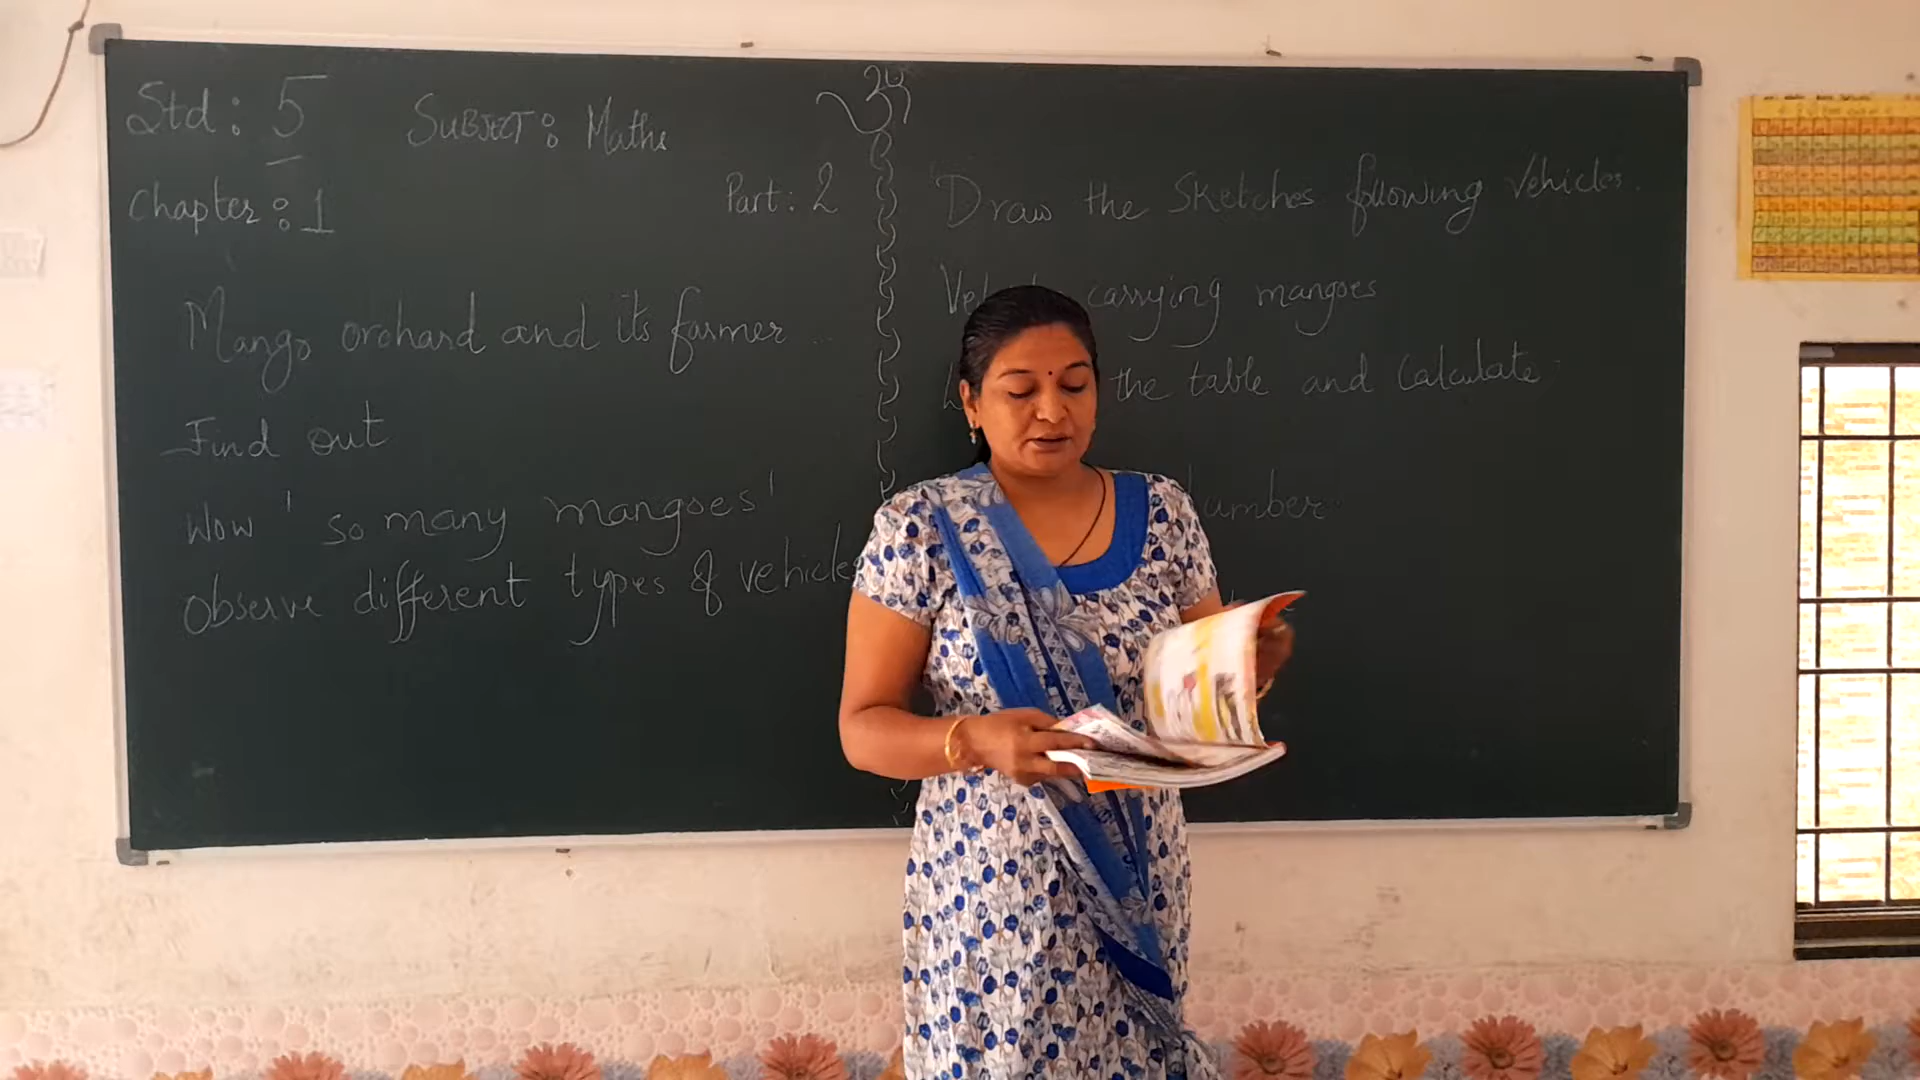 ૐ
Std: 5
SUBJECT: Maths
Chapter: 1
Part: 2
Mango orchard and its farmer ...
Find out
Wow 'so many mangoes'
Observe different types of vehicles
Draw the Sketches following Vehicles.
carrying mangoes
the table and Calculate